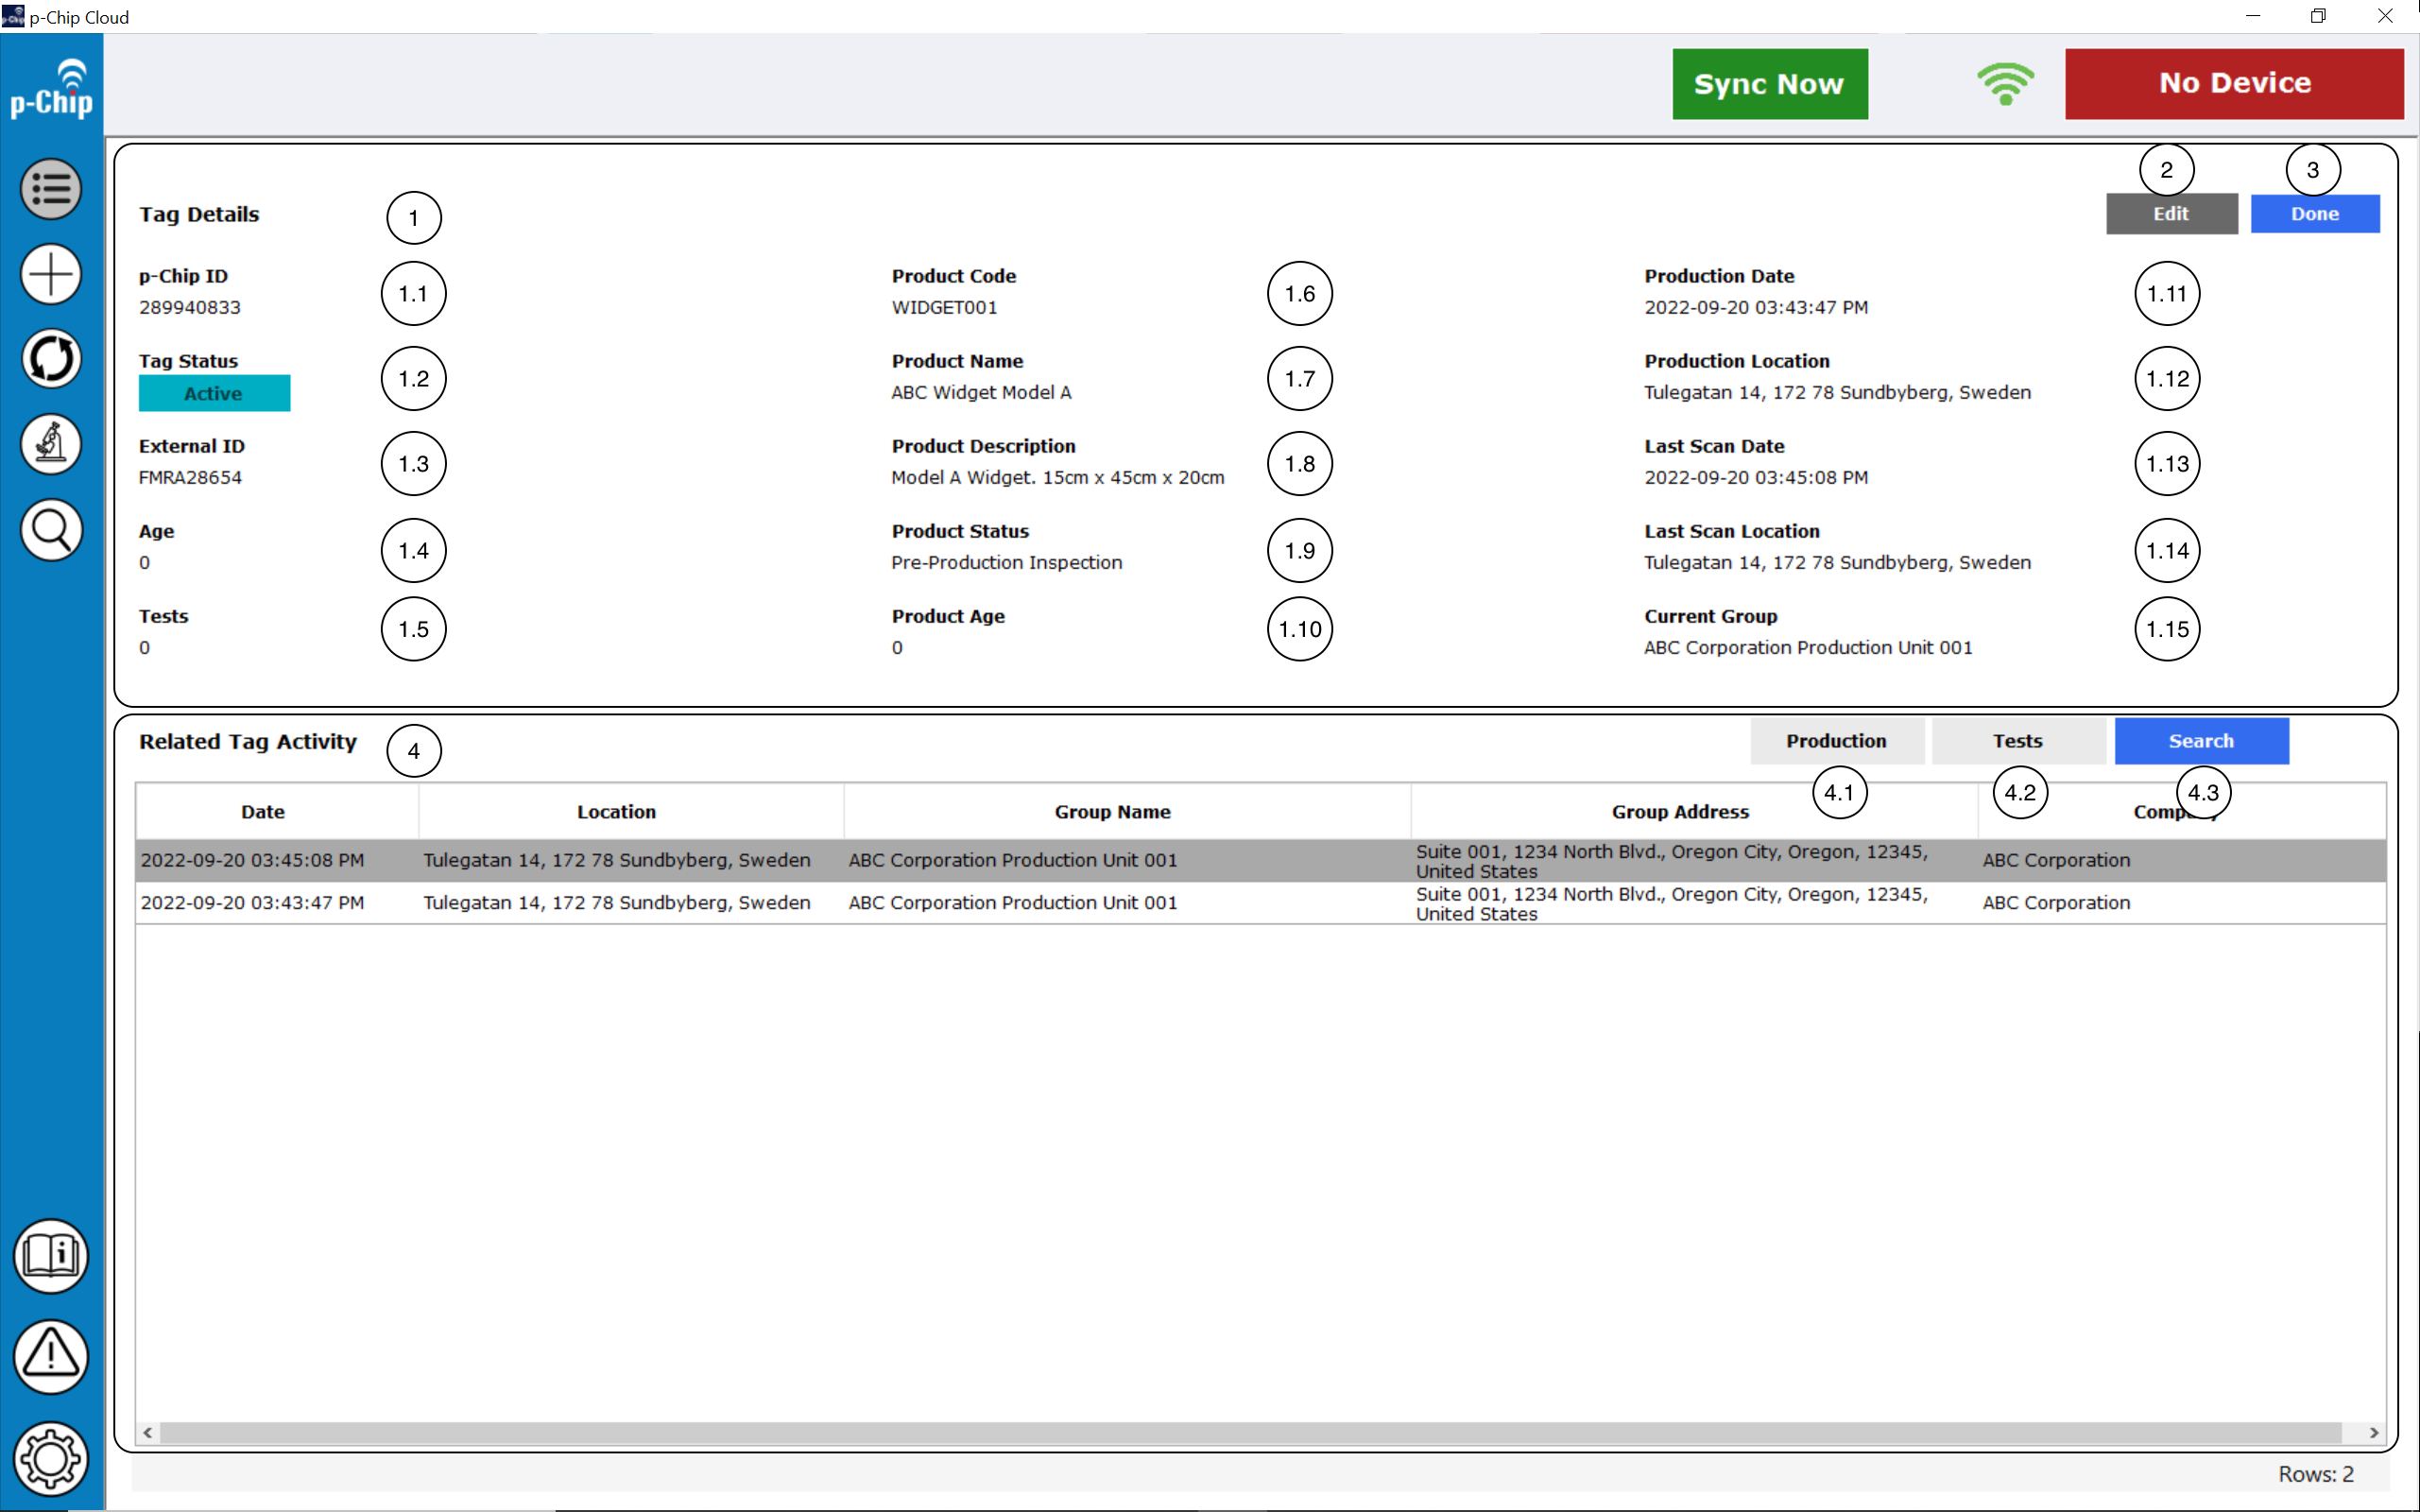 p-Chip Cloud
p-Chip
Sync Now
No Device
Tag Details
1
2
3
Edit
Done
p-Chip ID
289940833
1.1
Product Code
WIDGET001
1.6
Production Date
2022-09-20 03:43:47 PM
1.11
Tag Status
Active
1.2
Product Name
ABC Widget Model A
1.7
Production Location
Tulegatan 14, 172 78 Sundbyberg, Sweden
1.12
External ID
FMRA28654
1.3
Product Description
Model A Widget. 15cm x 45cm x 20cm
1.8
Last Scan Date
2022-09-20 03:45:08 PM
1.13
Age
0
1.4
Product Status
Pre-Production Inspection
1.9
Last Scan Location
Tulegatan 14, 172 78 Sundbyberg, Sweden
1.14
Tests
0
1.5
Product Age
0
1.10
Current Group
ABC Corporation Production Unit 001
1.15
Related Tag Activity
4
Production
Tests
Search
4.1
4.2
4.3
Date Location Group Name Group Address
2022-09-20 03:45:08 PM Tulegatan 14, 172 78 Sundbyberg, Sweden ABC Corporation Production Unit 001 Suite 001, 1234 North Blvd., Oregon City, Oregon, 12345, ABC Corporation
United States
2022-09-20 03:43:47 PM Tulegatan 14, 172 78 Sundbyberg, Sweden ABC Corporation Production Unit 001 Suite 001, 1234 North Blvd., Oregon City, Oregon, 12345, ABC Corporation
United States
Rows: 2